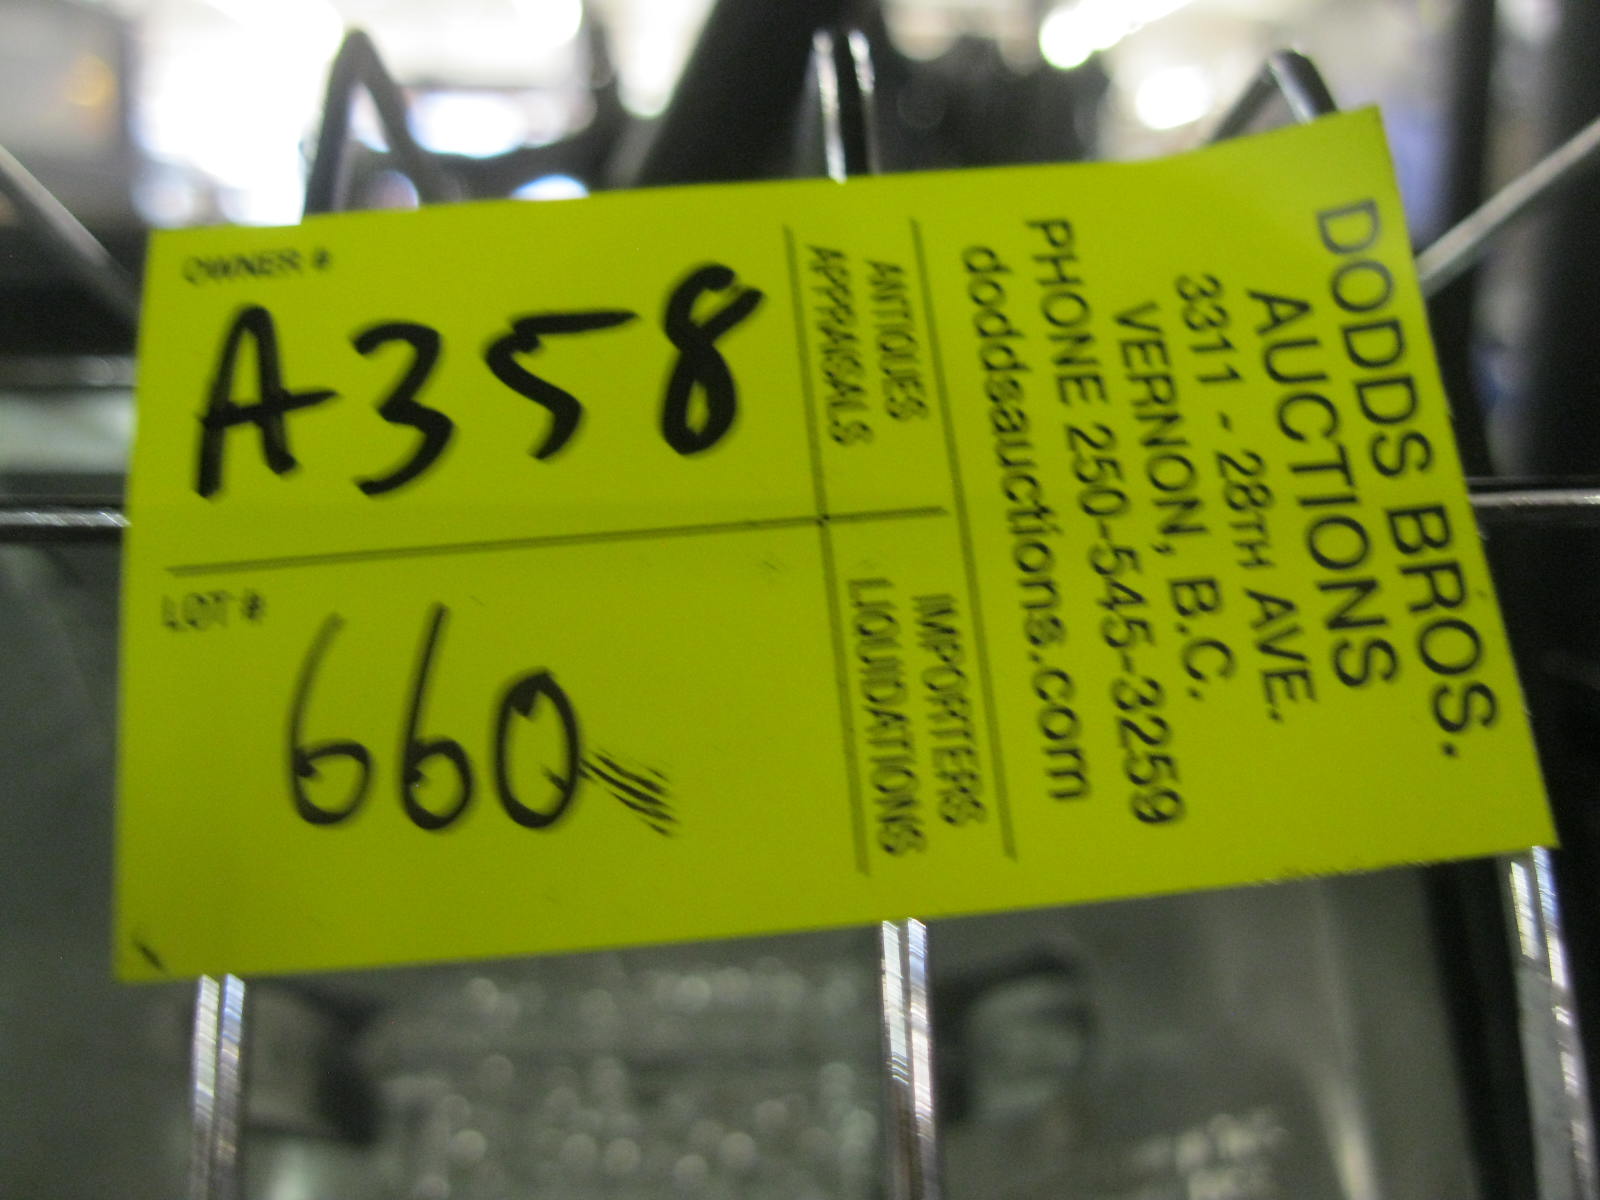 DODDS BROS.
AUCTIONS
3311 - 28TH AVE.
VERNON, B.C.
PHONE 250-545-3259
doddsauctions.com
ANTIQUES
APPRAISALS
IMPORTERS
LIQUIDATIONS
OWNER #
A358
LOT #
660